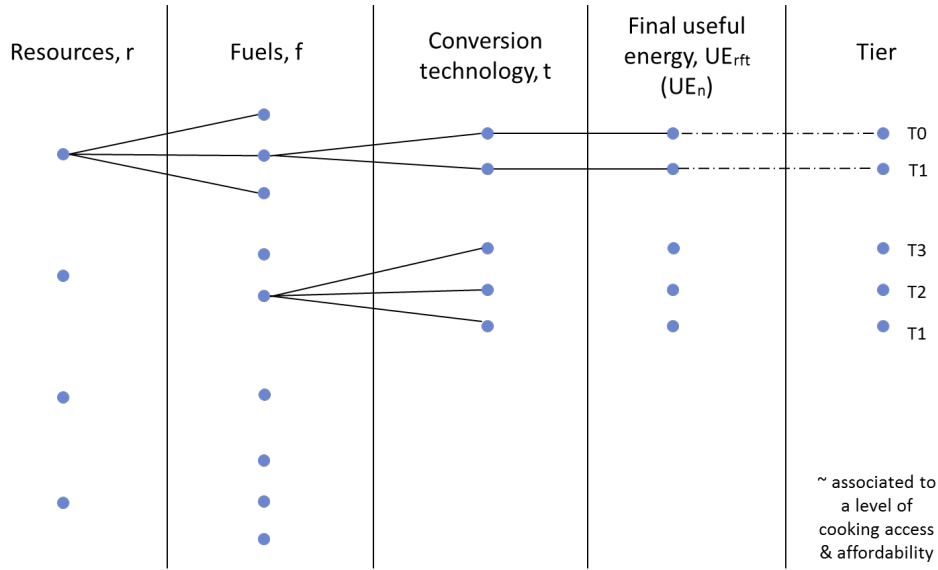 Resources, r
Fuels, f
Conversion
technology, t
Final useful
energy, UErft
(UEn)
Tier
T0
T1
T3
T2
T1
~ associated to
a level of
cooking access
& affordability